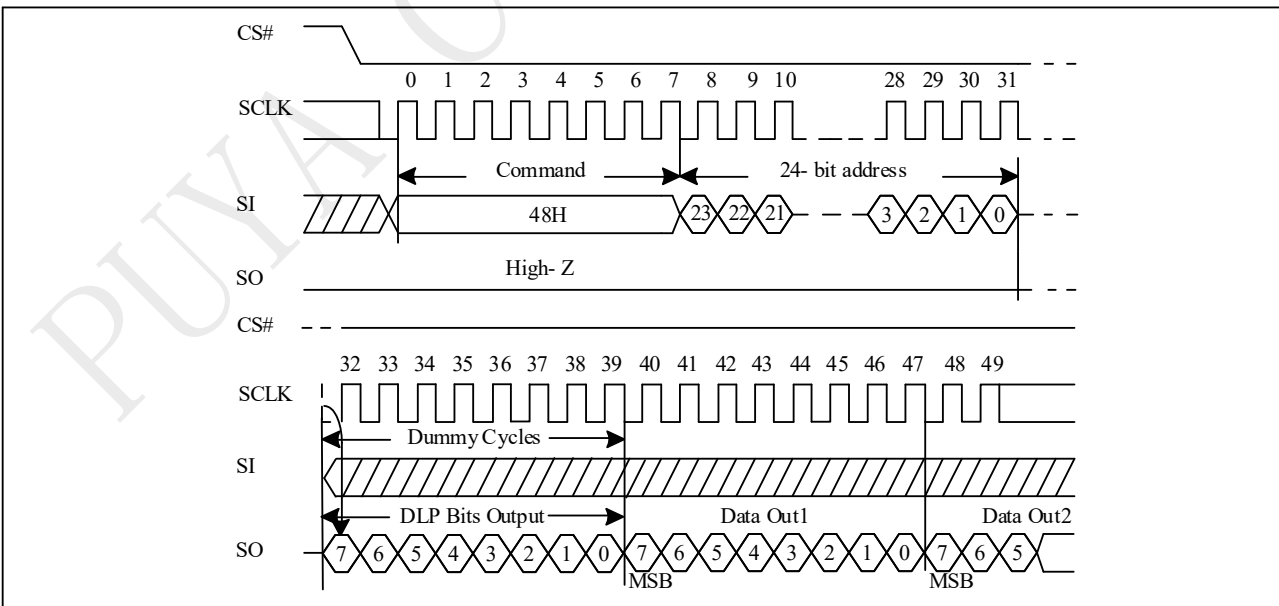 CS#
0 1 2 3 4 5 6 7 8 9 10 28 29 30 31
SCLK
Command 24- bit address
SI 48H 23 22 21 3 2 1 0
SO High- Z
CS#
32 33 34 35 36 37 38 39 40 41 42 43 44 45 46 47 48 49
SCLK
Dummy Cycles
SI
DLP Bits Output Data Out1 Data Out2
SO 7 6 5 4 3 2 1 0 7 6 5 4 3 2 1 0 7 6 5
MSB MSB
PUYA